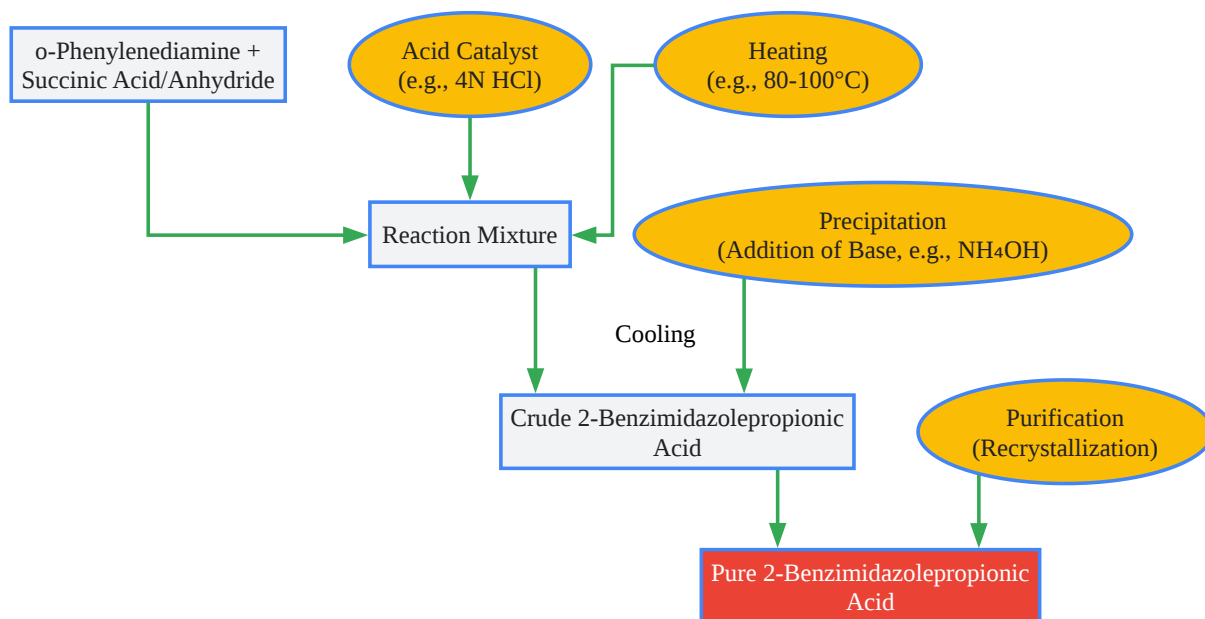 o-Phenylenediamine +
Succinic Acid/Anhydride
Acid Catalyst
(e.g., 4N HCl)
Heating
(e.g., 80-100°C)
Reaction Mixture
Precipitation
(Addition of Base, e.g., NH₄OH)
Cooling
Crude 2-Benzimidazolepropionic
Acid
Purification
(Recrystallization)
Pure 2-Benzimidazolepropionic
Acid